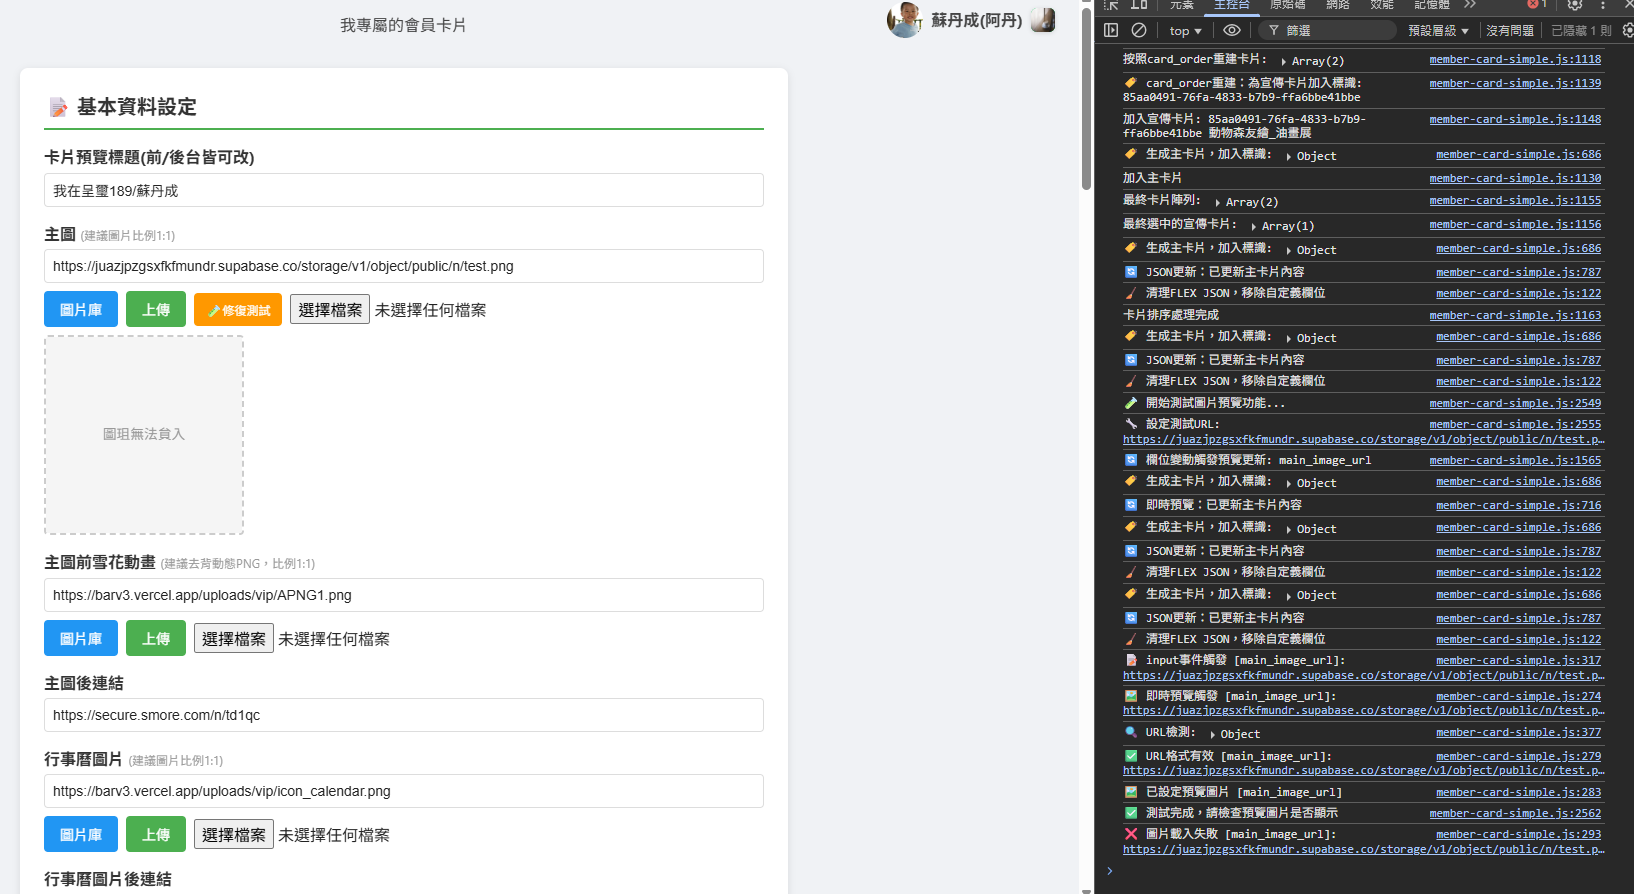 我專屬的會員卡片
蘇丹成(阿丹)
基本資料設定
卡片預覽標題(前/後台皆可改)
我在呈璽189/蘇丹成
主圖 (建議圖片比例1:1)
https://juazjpzgsxfkfmundr.supabase.co/storage/v1/object/public/n/test.png
圖片庫 上傳 修復測試 選擇檔案 未選擇任何檔案
主圖前雪花動畫 (建議去背動態PNG，比例1:1)
https://barv3.vercel.app/uploads/vip/APNG1.png
圖片庫 上傳 選擇檔案 未選擇任何檔案
主圖後連結
https://secure.smore.com/n/td1qc
行事曆圖片 (建議圖片比例1:1)
https://barv3.vercel.app/uploads/vip/icon_calendar.png
圖片庫 上傳 選擇檔案 未選擇任何檔案
行事曆圖片後連結
元素 主控台 原始碼 網路 效能 記憶體 1
top 篩選 預設層級 沒有問題 已隱藏 1 則
按照card_order重建卡片: Array(2) member-card-simple.js:1118
card_order重建：為宣傳卡片加入標識: member-card-simple.js:1139
85aa0491-76fa-4833-b7b9-ffa6bbe41bbe
加入宣傳卡片: 85aa0491-76fa-4833-b7b9- member-card-simple.js:1148
ffa6bbe41bbe 動物森友繪_油畫展
生成主卡片，加入標識: Object member-card-simple.js:686
加入主卡片 member-card-simple.js:1130
最終卡片陣列: Array(2) member-card-simple.js:1155
最終選中的宣傳卡片: Array(1) member-card-simple.js:1156
生成主卡片，加入標識: Object member-card-simple.js:686
JSON更新：已更新主卡片內容 member-card-simple.js:787
清理FLEX JSON，移除自定義欄位 member-card-simple.js:122
卡片排序處理完成 member-card-simple.js:1163
生成主卡片，加入標識: Object member-card-simple.js:686
JSON更新：已更新主卡片內容 member-card-simple.js:787
清理FLEX JSON，移除自定義欄位 member-card-simple.js:122
開始測試圖片預覽功能... member-card-simple.js:2549
設定測試URL: member-card-simple.js:2555
https://juazjpzgsxfkfmundr.supabase.co/storage/v1/object/public/n/test.p…
欄位變動觸發預覽更新: main_image_url member-card-simple.js:1565
生成主卡片，加入標識: Object member-card-simple.js:686
即時預覽：已更新主卡片內容 member-card-simple.js:716
生成主卡片，加入標識: Object member-card-simple.js:686
JSON更新：已更新主卡片內容 member-card-simple.js:787
清理FLEX JSON，移除自定義欄位 member-card-simple.js:122
生成主卡片，加入標識: Object member-card-simple.js:686
JSON更新：已更新主卡片內容 member-card-simple.js:787
清理FLEX JSON，移除自定義欄位 member-card-simple.js:122
input事件觸發 [main_image_url]: member-card-simple.js:317
https://juazjpzgsxfkfmundr.supabase.co/storage/v1/object/public/n/test.p…
即時預覽觸發 [main_image_url]: member-card-simple.js:274
https://juazjpzgsxfkfmundr.supabase.co/storage/v1/object/public/n/test.p…
URL檢測: Object member-card-simple.js:377
URL格式有效 [main_image_url]: member-card-simple.js:279
https://juazjpzgsxfkfmundr.supabase.co/storage/v1/object/public/n/test.p…
已設定預覽圖片 [main_image_url] member-card-simple.js:283
測試完成，請檢查預覽圖片是否顯示 member-card-simple.js:2562
圖片載入失敗 [main_image_url]: member-card-simple.js:293
https://juazjpzgsxfkfmundr.supabase.co/storage/v1/object/public/n/test.p…